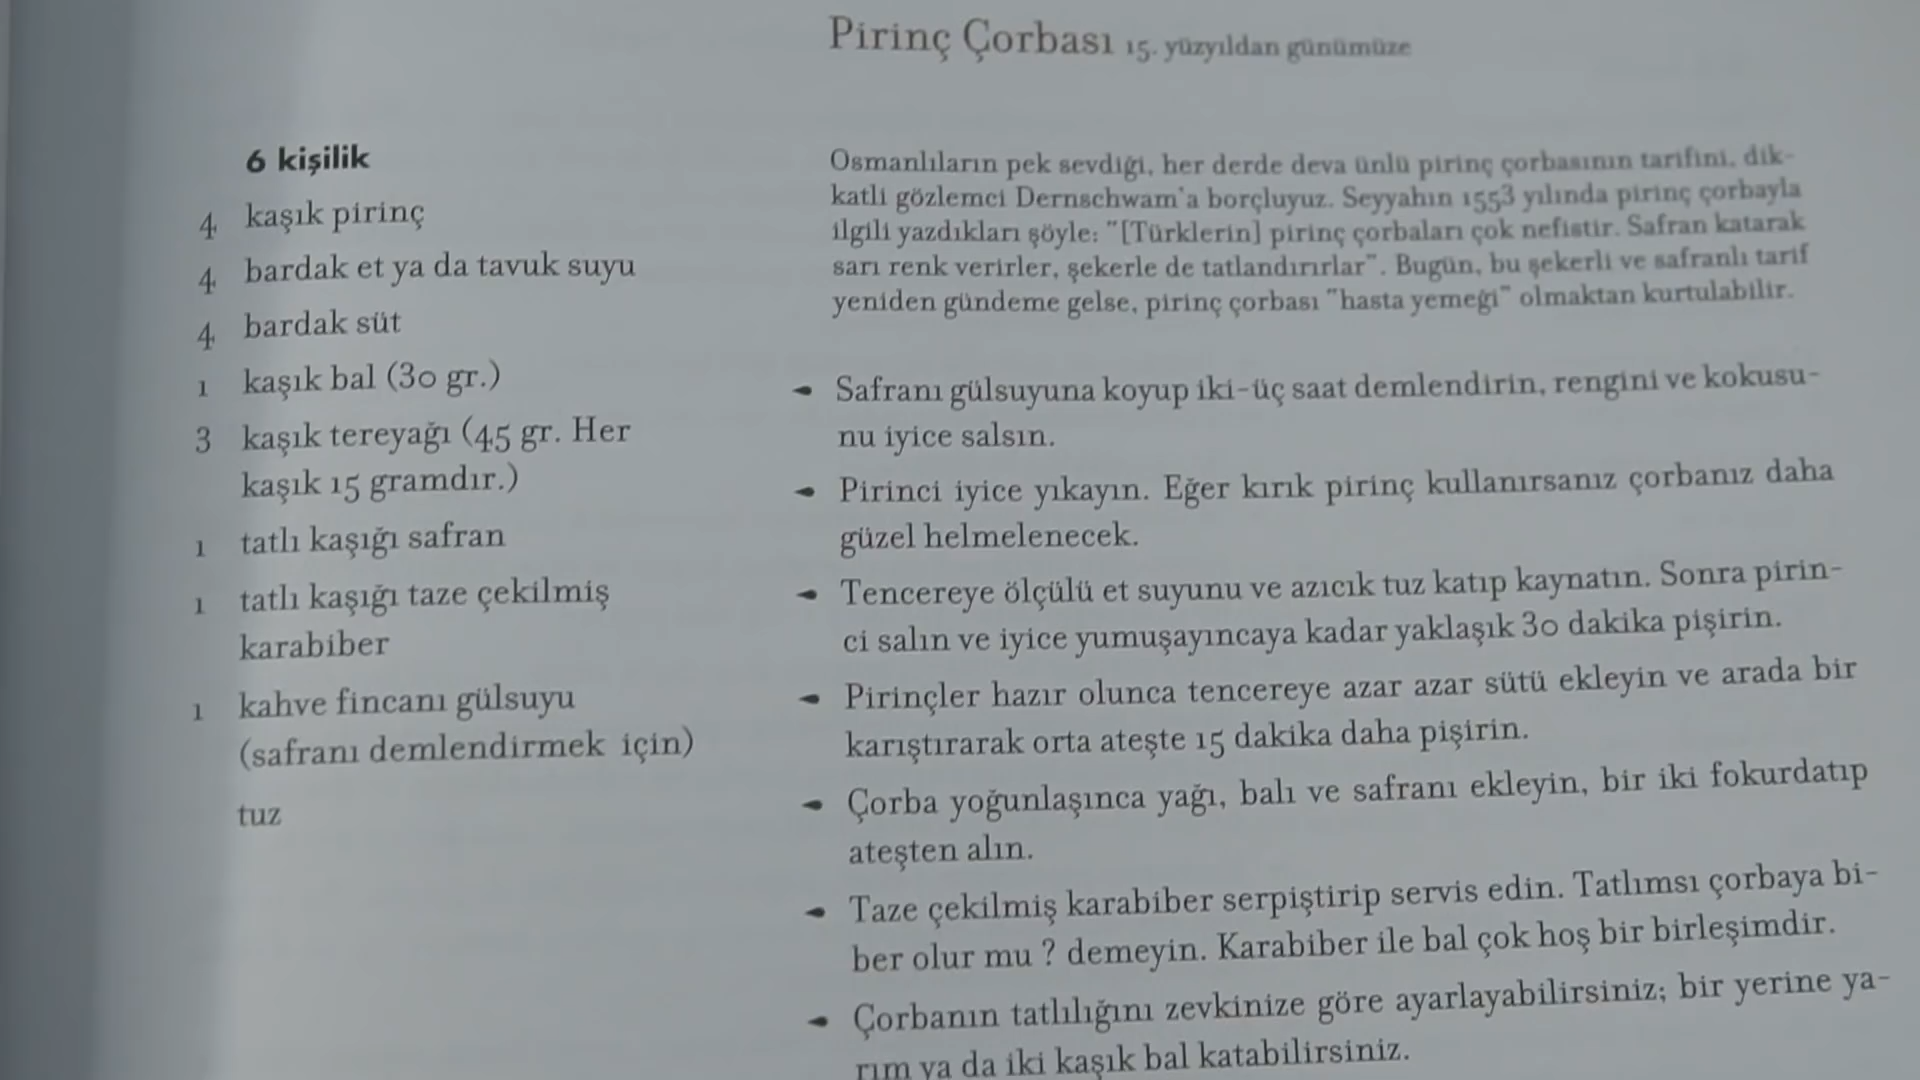 Pirinç Çorbası 15. yüzyıldan günümüze
6 kişilik
4 kaşık pirinç
4 bardak et ya da tavuk suyu
4 bardak süt
1 kaşık bal (30 gr.)
3 kaşık tereyağı (45 gr. Her
kaşık 15 gramdır.)
1 tatlı kaşığı safran
1 tatlı kaşığı taze çekilmiş
karabiber
1 kahve fincanı gülsuyu
(safranı demlendirmek için)
tuz
Osmanlıların pek sevdiği, her derde deva ünlü pirinç çorbasının tarifini, dik-
katli gözlemci Dernschwam'a borçluyuz. Seyyahın 1553 yılında pirinç çorbayla
ilgili yazdıkları şöyle: "[Türklerin] pirinç çorbaları çok nefistir. Safran katarak
sarı renk verirler, şekerle de tatlandırırlar". Bugün, bu şekerli ve safranlı tarif
yeniden gündeme gelse, pirinç çorbası "hasta yemeği" olmaktan kurtulabilir.
Safranı gülsuyuna koyup iki-üç saat demlendirin, rengini ve kokusu-
nu iyice salsın.
Pirinci iyice yıkayın. Eğer kırık pirinç kullanırsanız çorbanız daha
güzel helmelenecek.
Tencereye ölçülü et suyunu ve azıcık tuz katıp kaynatın. Sonra pirin-
ci salın ve iyice yumuşayıncaya kadar yaklaşık 30 dakika pişirin.
Pirinçler hazır olunca tencereye azar azar sütü ekleyin ve arada bir
karıştırarak orta ateşte 15 dakika daha pişirin.
Çorba yoğunlaşınca yağı, balı ve safranı ekleyin, bir iki fokurdatıp
ateşten alın.
Taze çekilmiş karabiber serpiştirip servis edin. Tatlımsı çorbaya bi-
ber olur mu ? demeyin. Karabiber ile bal çok hoş bir birleşimdir.
Çorbanın tatlılığını zevkinize göre ayarlayabilirsiniz; bir yerine ya-
rım ya da iki kaşık bal katabilirsiniz.